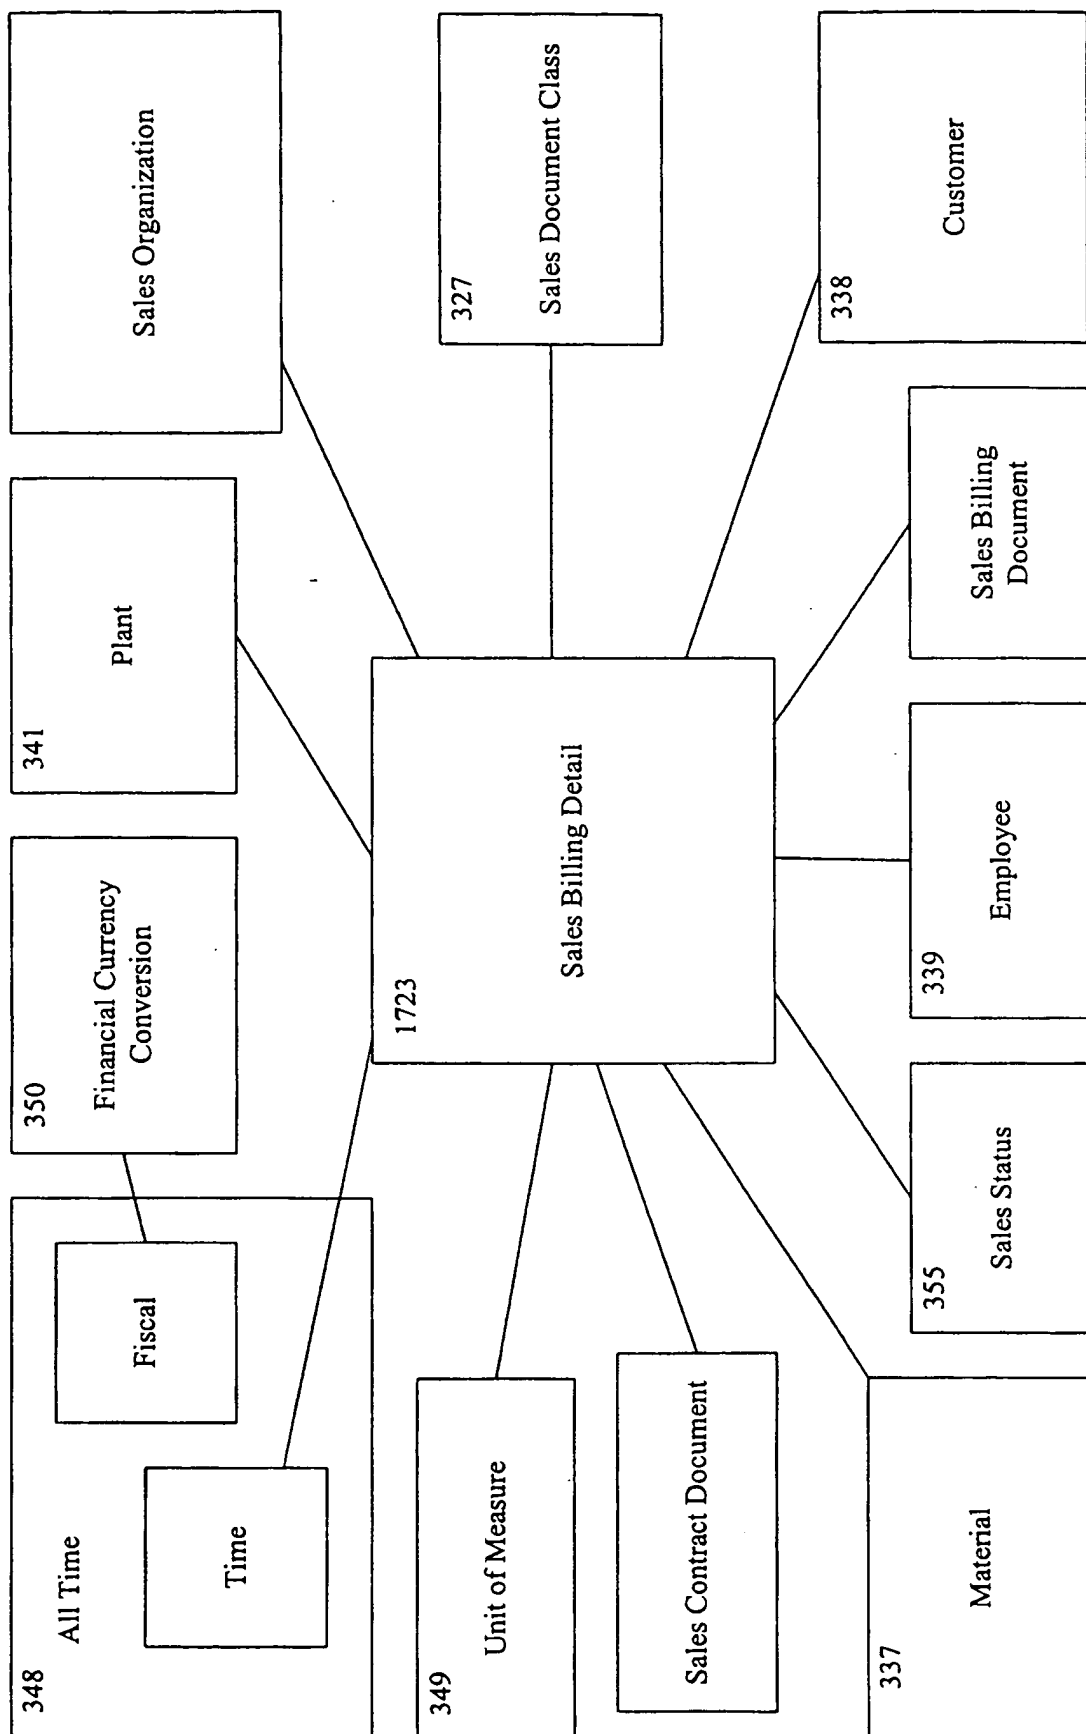 348
All Time
Time
Fiscal
350
Financial Currency
Conversion
341
Plant
Sales Organization
349
Unit of Measure
Sales Contract Document
1723
Sales Billing Detail
327
Sales Document Class
337
Material
355
Sales Status
339
Employee
Sales Billing
Document
338
Customer